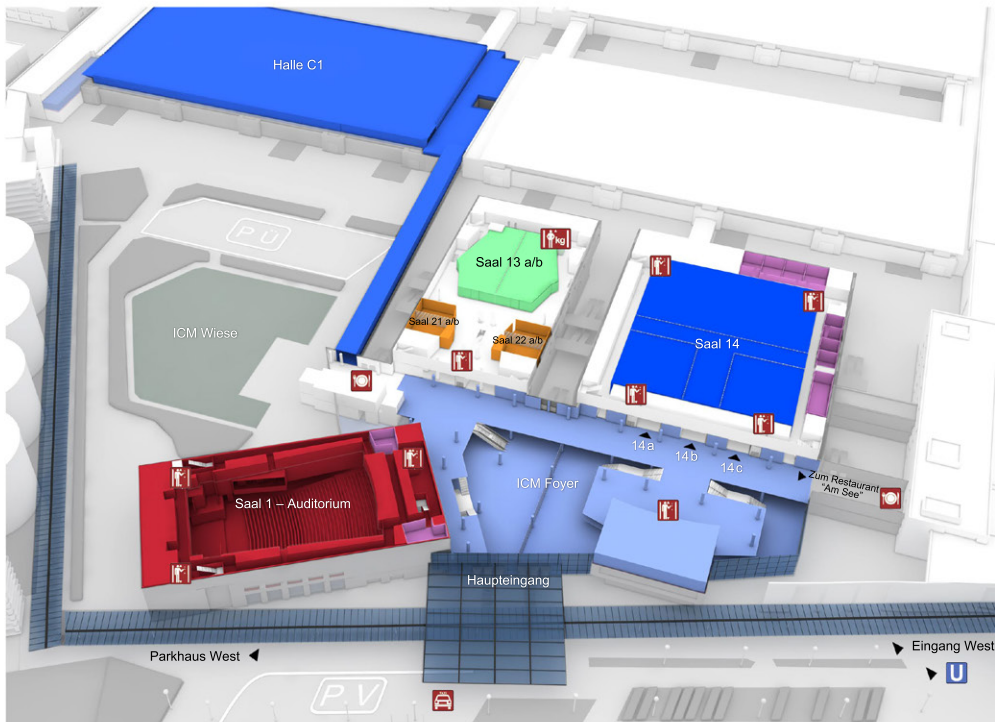 Halle C1
P Ü
kg
Saal 13 a/b
ICM Wiese
Saal 21 a/b
Saal 22 a/b
Saal 14
14 a
14 b
14 c
Zum Restaurant
"Am See"
ICM Foyer
Saal 1 – Auditorium
Haupteingang
Parkhaus West
Eingang West
U
P V
TAXI